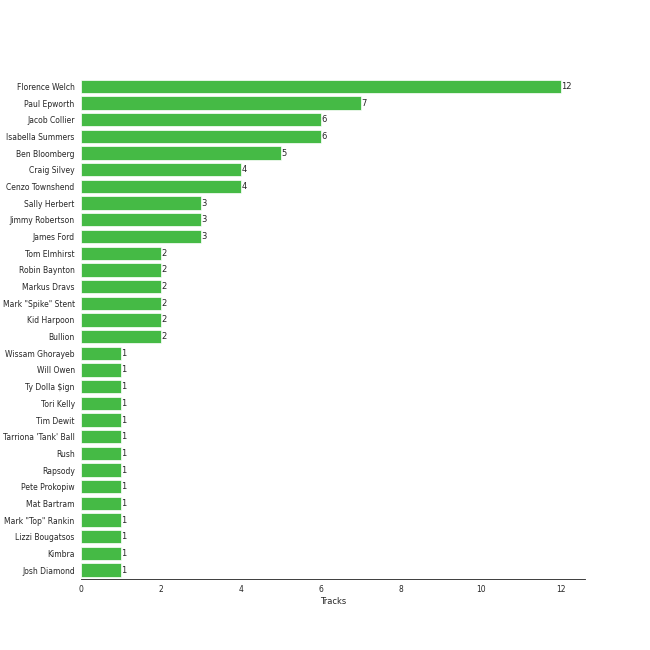 Florence Welch 12
Paul Epworth 7
Jacob Collier 6
Isabella Summers 6
Ben Bloomberg 5
Craig Silvey 4
Cenzo Townshend 4
Sally Herbert 3
Jimmy Robertson 3
James Ford 3
Tom Elmhirst 2
Robin Baynton 2
Markus Dravs 2
Mark "Spike" Stent 2
Kid Harpoon 2
Bullion 2
Wissam Ghorayeb 1
Will Owen 1
Ty Dolla $ign 1
Tori Kelly 1
Tim Dewit 1
Tarriona 'Tank' Ball 1
Rush 1
Rapsody 1
Pete Prokopiw 1
Mat Bartram 1
Mark "Top" Rankin 1
Lizzi Bougatsos 1
Kimbra 1
Josh Diamond 1
0 2 4 6 8 10 12
Tracks